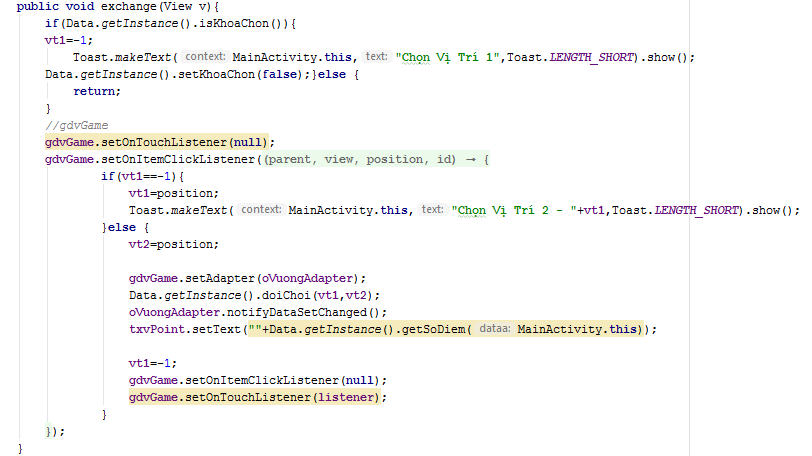 public void exchange(View v){
if(Data.getInstance().isKhoaChon()){
vt1=-1;
Toast.makeText( context: MainActivity.this, text: "Chọn Vị Trí 1",Toast.LENGTH_SHORT).show();
Data.getInstance().setKhoaChon(false);}else {
return;
}
//gdvGame
gdvGame.setOnTouchListener(null);
gdvGame.setOnItemClickListener((parent, view, position, id) → {
if(vt1==-1){
vt1=position;
Toast.makeText( context: MainActivity.this, text: "Chọn Vị Trí 2 - "+vt1,Toast.LENGTH_SHORT).show();
}else {
vt2=position;
gdvGame.setAdapter(oVuongAdapter);
Data.getInstance().doiChoi(vt1,vt2);
oVuongAdapter.notifyDataSetChanged();
txvPoint.setText(""+Data.getInstance().getSoDiem( dataa: MainActivity.this));
vt1=-1;
gdvGame.setOnItemClickListener(null);
gdvGame.setOnTouchListener(listener);
}
});
}